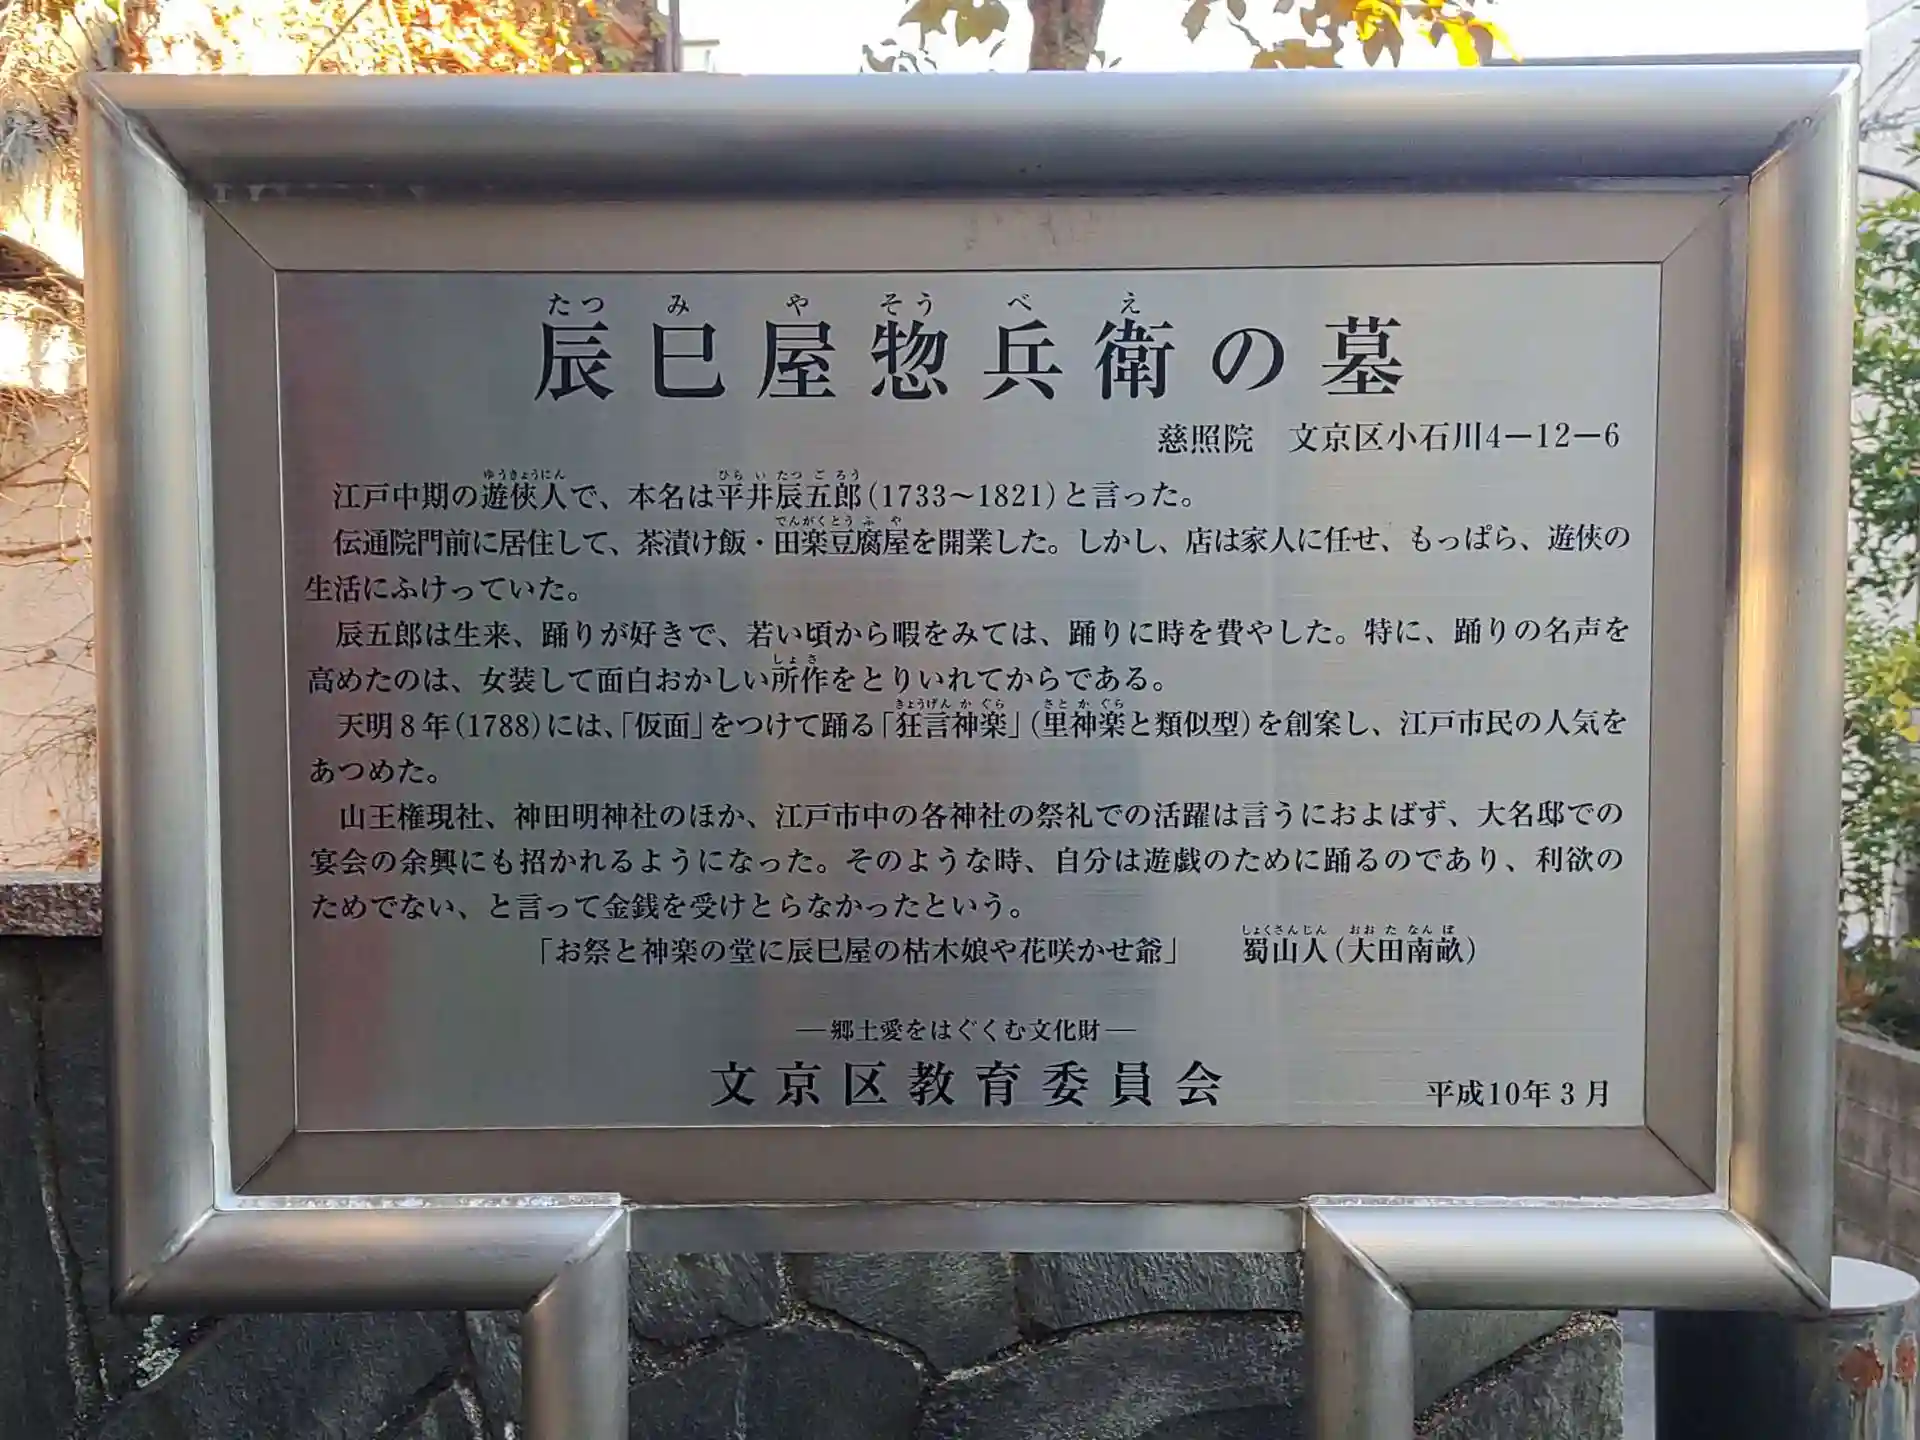 たつ み や そう べ え
辰巳屋惣兵衛の墓
慈照院　文京区小石川4－12－6
ゆうきょうにん ひら い たつ ご ろう
江戸中期の遊俠人で、本名は平井辰五郎(1733～1821)と言った。
でんがくとう ふ や
伝通院門前に居住して、茶漬け飯・田楽豆腐屋を開業した。しかし、店は家人に任せ、もっぱら、遊侠の
生活にふけっていた。
辰五郎は生来、踊りが好きで、若い頃から暇をみては、踊りに時を費やした。特に、踊りの名声を
しょ さ
高めたのは、女装して面白おかしい所作をとりいれてからである。
きょうげん か ぐら さと か ぐら
天明8年(1788)には、「仮面」をつけて踊る「狂言神楽」(里神楽と類似型)を創案し、江戸市民の人気を
あつめた。
山王権現社、神田明神社のほか、江戸市中の各神社の祭礼での活躍は言うにおよばず、大名邸での
宴会の余興にも招かれるようになった。そのような時、自分は遊戯のために踊るのであり、利欲の
ためでない、と言って金銭を受けとらなかったという。
しょくさんじん おお た なん ぽ
「お祭と神楽の堂に辰巳屋の枯木娘や花咲かせ爺」　蜀山人(大田南畝)
―郷土愛をはぐくむ文化財―
文京区教育委員会
平成10年3月